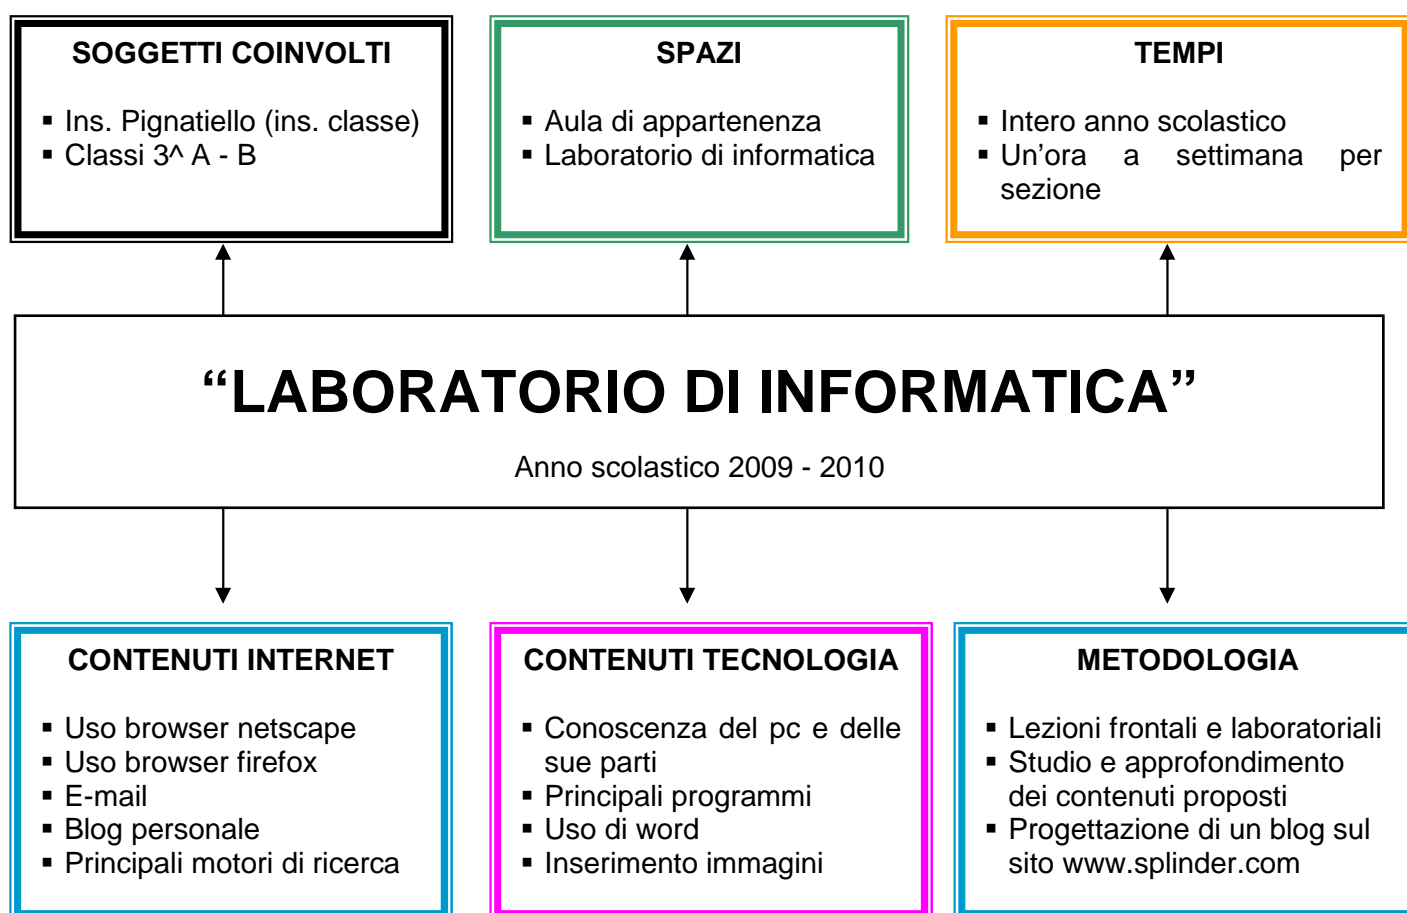 SOGGETTI COINVOLTI
▪ Ins. Pignatiello (ins. classe)
▪ Classi 3^ A - B
SPAZI
▪ Aula di appartenenza
▪ Laboratorio di informatica
TEMPI
▪ Intero anno scolastico
▪ Un’ora a settimana per
sezione
“LABORATORIO DI INFORMATICA”
Anno scolastico 2009 - 2010
CONTENUTI INTERNET
▪ Uso browser netscape
▪ Uso browser firefox
▪ E-mail
▪ Blog personale
▪ Principali motori di ricerca
CONTENUTI TECNOLOGIA
▪ Conoscenza del pc e delle
sue parti
▪ Principali programmi
▪ Uso di word
▪ Inserimento immagini
METODOLOGIA
▪ Lezioni frontali e laboratoriali
▪ Studio e approfondimento
dei contenuti proposti
▪ Progettazione di un blog sul
sito www.splinder.com